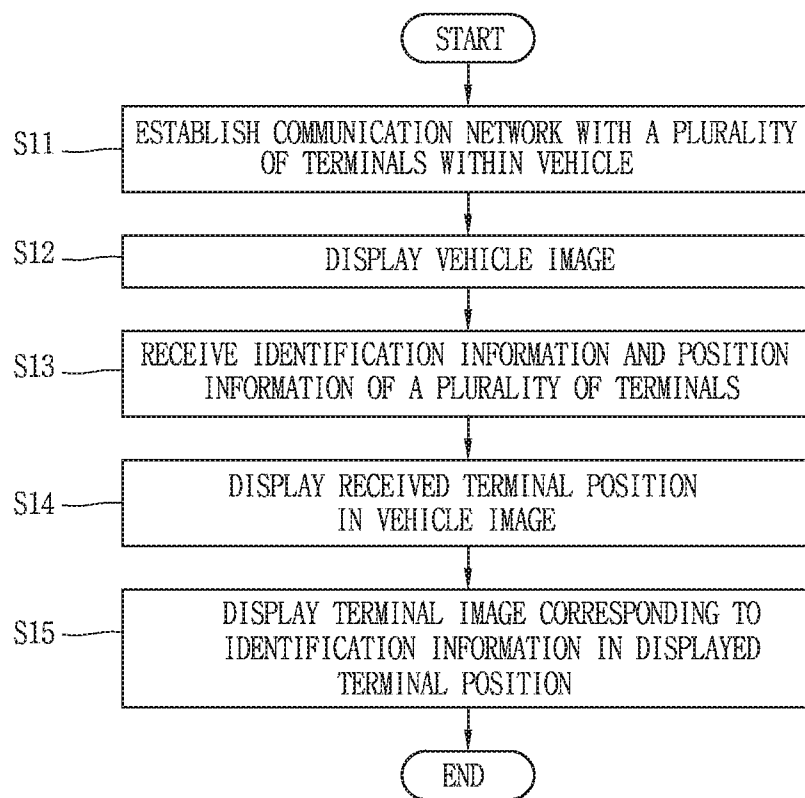 START
S11
ESTABLISH COMMUNICATION NETWORK WITH A PLURALITY
OF TERMINALS WITHIN VEHICLE
S12
DISPLAY VEHICLE IMAGE
S13
RECEIVE IDENTIFICATION INFORMATION AND POSITION
INFORMATION OF A PLURALITY OF TERMINALS
S14
DISPLAY RECEIVED TERMINAL POSITION
IN VEHICLE IMAGE
S15
DISPLAY TERMINAL IMAGE CORRESPONDING TO
IDENTIFICATION INFORMATION IN DISPLAYED
TERMINAL POSITION
END